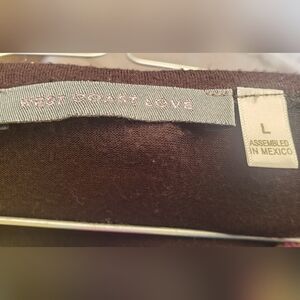 WEST COAST LOVE
L
ASSEMBLED
IN MEXICO